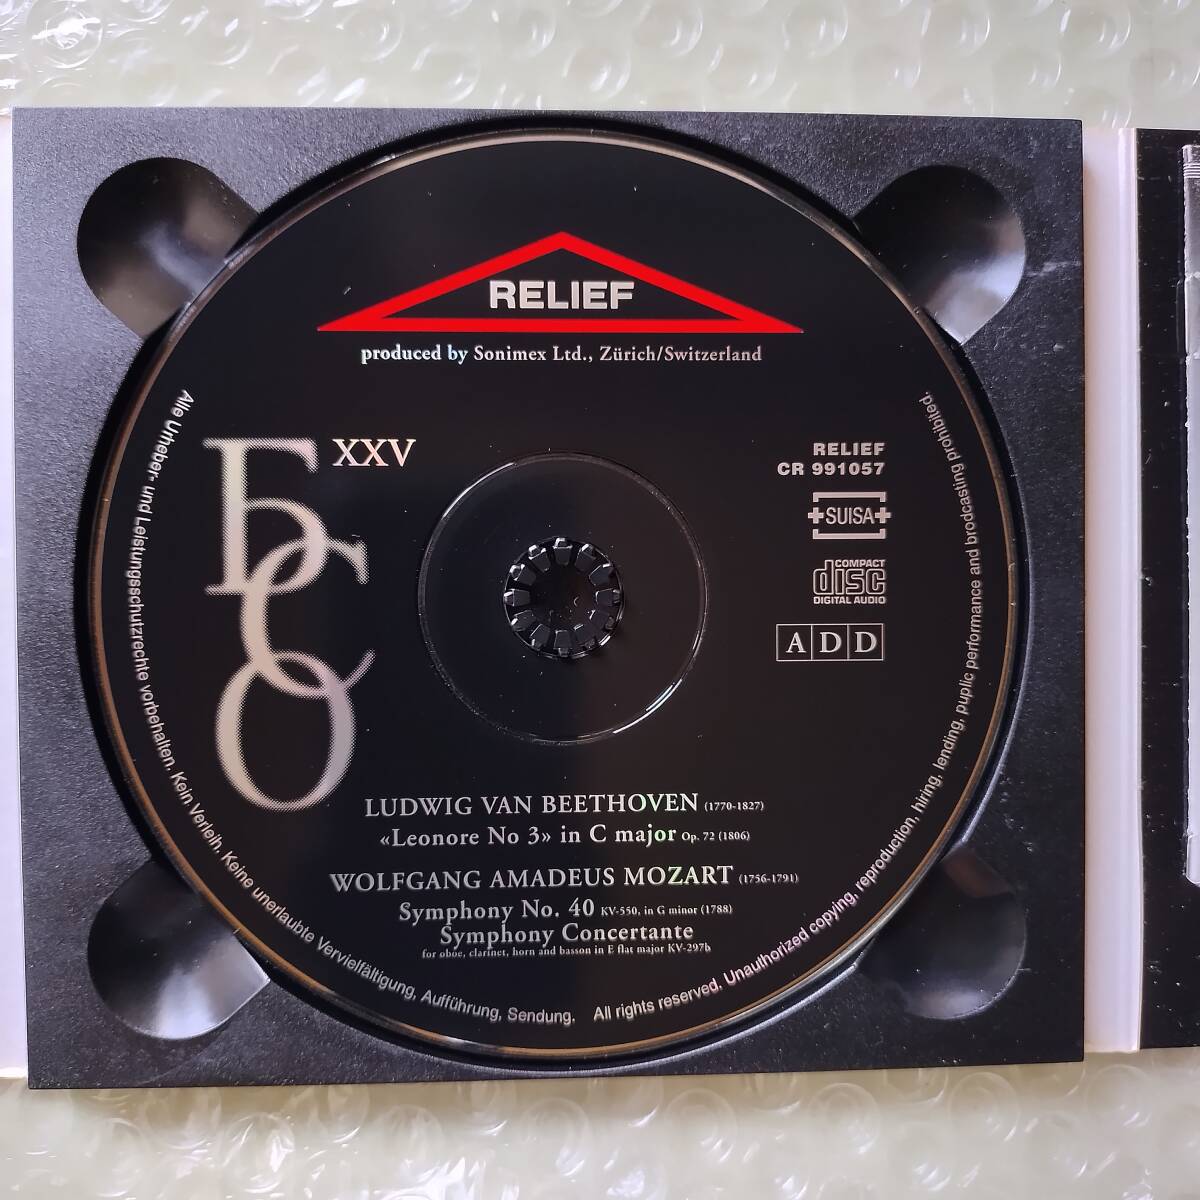 RELIEF
produced by Sonimex Ltd., Zürich/Switzerland
БСО
XXV
RELIEF
CR 991057
SUISA
COMPACT
disc
DIGITAL AUDIO
A D D
LUDWIG VAN BEETHOVEN (1770-1827)
«Leonore No 3» in C major Op. 72 (1806)
WOLFGANG AMADEUS MOZART (1756-1791)
Symphony No. 40 KV-550, in G minor (1788)
Symphony Concertante
for oboe, clarinet, horn and basson in E flat major KV-297b
Alle Urheber- und Leistungsschutzrechte vorbehalten. Kein Verleih. Keine unerlaubte Vervielfältigung, Aufführung, Sendung. All rights reserved. Unauthorized copying, reproduction, hiring, lending, puplic performance and brodcasting prohibited.